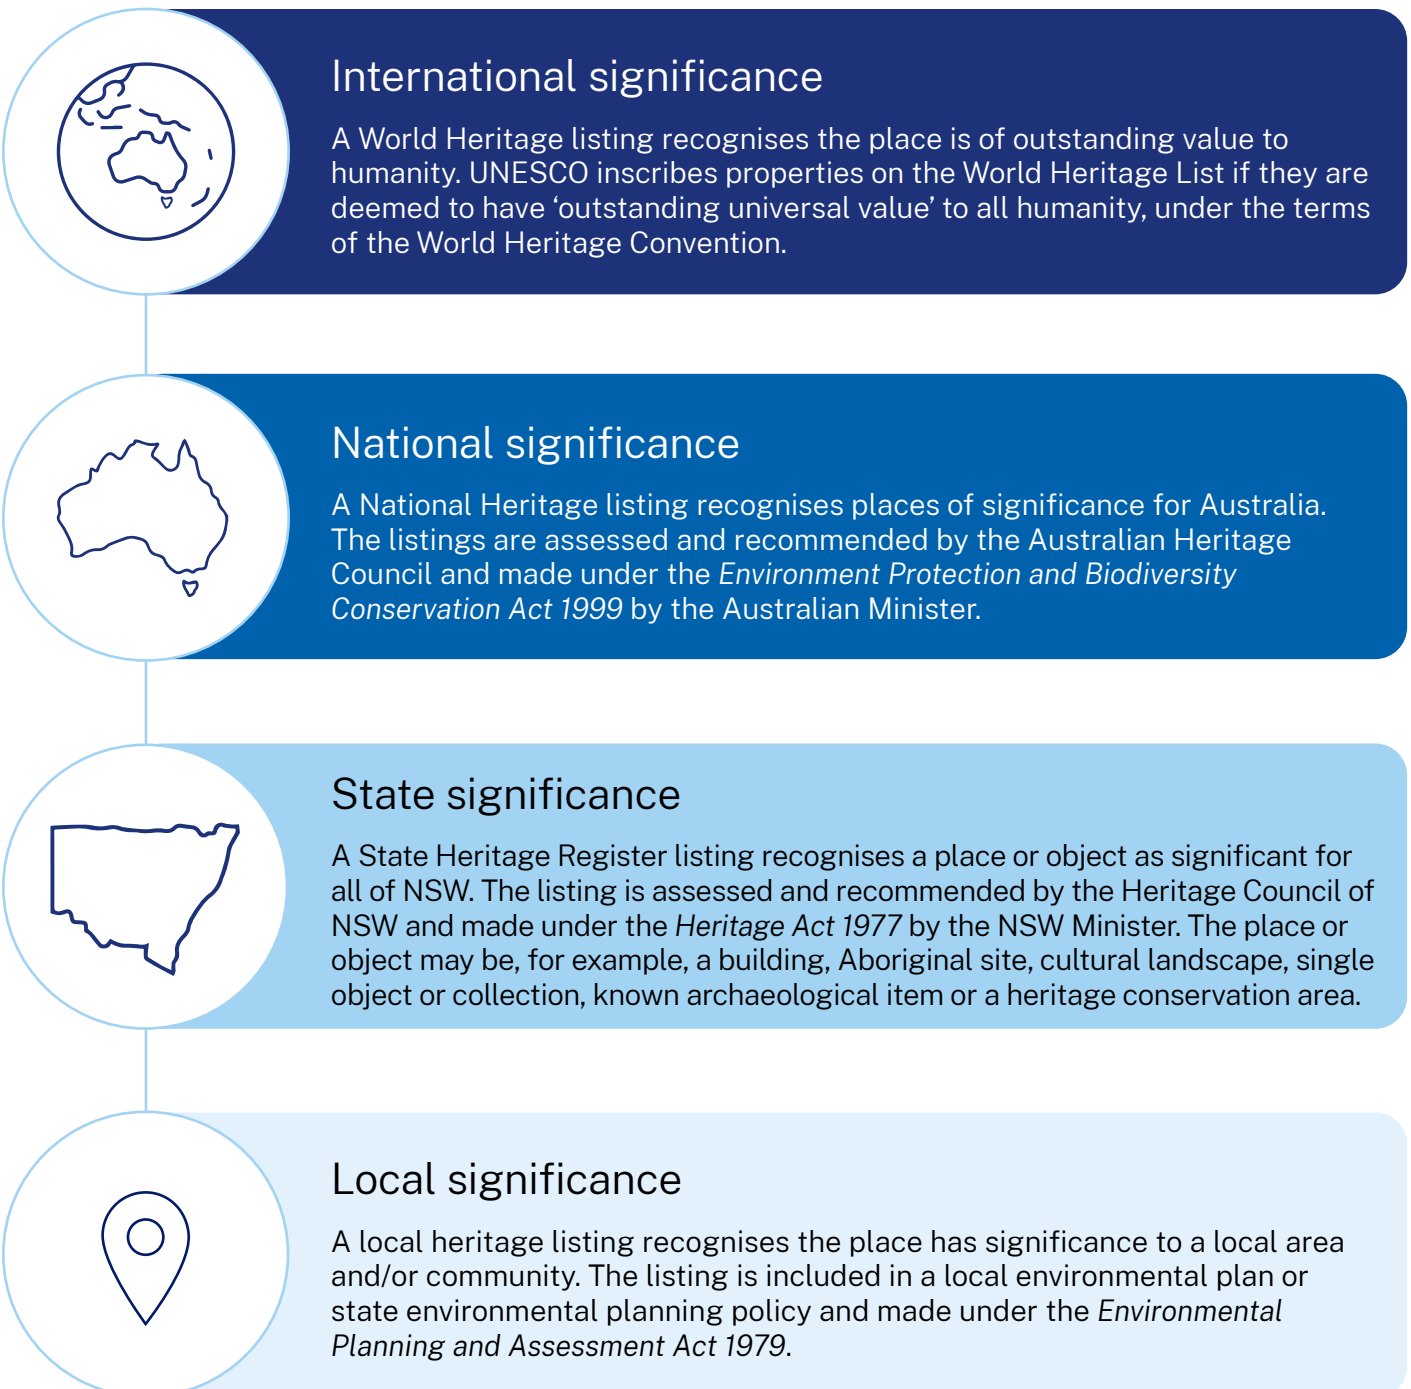 International significance
A World Heritage listing recognises the place is of outstanding value to
humanity. UNESCO inscribes properties on the World Heritage List if they are
deemed to have ‘outstanding universal value’ to all humanity, under the terms
of the World Heritage Convention.
National significance
A National Heritage listing recognises places of significance for Australia.
The listings are assessed and recommended by the Australian Heritage
Council and made under the Environment Protection and Biodiversity
Conservation Act 1999 by the Australian Minister.
State significance
A State Heritage Register listing recognises a place or object as significant for
all of NSW. The listing is assessed and recommended by the Heritage Council of
NSW and made under the Heritage Act 1977 by the NSW Minister. The place or
object may be, for example, a building, Aboriginal site, cultural landscape, single
object or collection, known archaeological item or a heritage conservation area.
Local significance
A local heritage listing recognises the place has significance to a local area
and/or community. The listing is included in a local environmental plan or
state environmental planning policy and made under the Environmental
Planning and Assessment Act 1979.